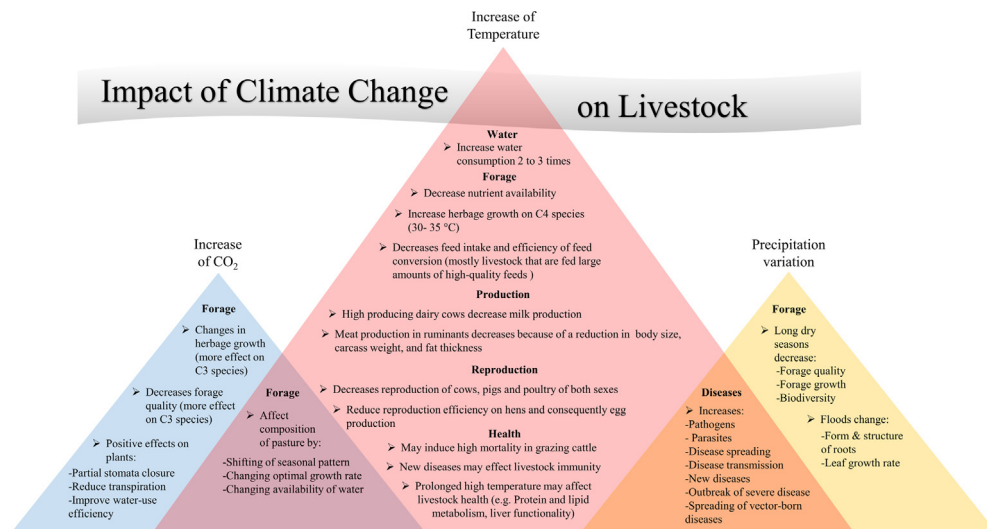 Increase of
Temperature
Impact of Climate Change
on Livestock
Water
➢ Increase water
consumption 2 to 3 times
Forage
➢ Decrease nutrient availability
➢ Increase herbage growth on C4 species
(30- 35 °C)
➢ Decreases feed intake and efficiency of feed
conversion (mostly livestock that are fed large
amounts of high-quality feeds )
Production
➢ High producing dairy cows decrease milk production
➢ Meat production in ruminants decreases because of a reduction in body size,
carcass weight, and fat thickness
Reproduction
➢ Decreases reproduction of cows, pigs and poultry of both sexes
➢ Reduce reproduction efficiency on hens and consequently egg
production
Health
➢ May induce high mortality in grazing cattle
➢ New diseases may effect livestock immunity
➢ Prolonged high temperature may affect
livestock health (e.g. Protein and lipid
metabolism, liver functionality)
Increase
of CO₂
Forage
➢ Changes in
herbage growth
(more effect on
C3 species)
➢ Decreases forage
quality (more effect
on C3 species)
➢ Positive effects on
plants:
-Partial stomata closure
-Reduce transpiration
-Improve water-use
efficiency
Forage
➢ Affect
composition
of pasture by:
-Shifting of seasonal pattern
-Changing optimal growth rate
-Changing availability of water
Precipitation
variation
Forage
➢ Long dry
seasons
decrease:
-Forage quality
-Forage growth
-Biodiversity
➢ Floods change:
-Form & structure
of roots
-Leaf growth rate
Diseases
➢ Increases:
-Pathogens
- Parasites
-Disease spreading
-Disease transmission
-New diseases
-Outbreak of severe disease
-Spreading of vector-born
diseases